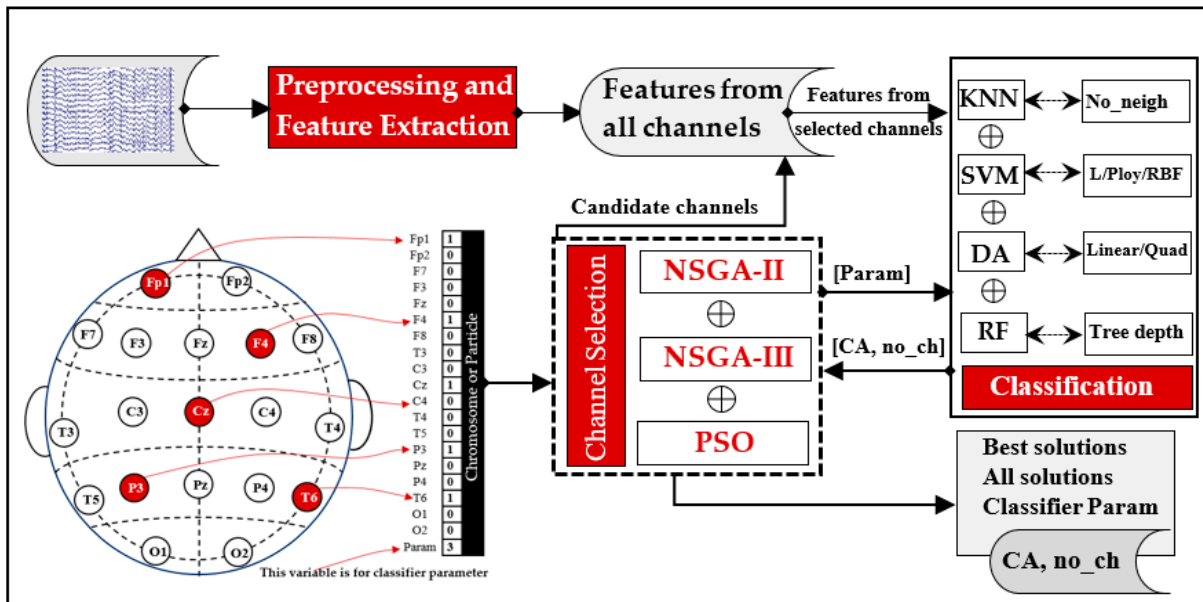 Preprocessing and
Feature Extraction
Features from
all channels
Features from
selected channels
KNN
No_neigh
SVM
L/Ploy/RBF
DA
Linear/Quad
RF
Tree depth
Classification
Candidate channels
Channel Selection
NSGA-II
NSGA-III
PSO
[Param]
[CA, no_ch]
Best solutions
All solutions
Classifier Param
CA, no_ch
Fp1 1
Fp2 0
F7 0
F3 0
Fz 0
F4 1
F8 0
T3 0
C3 0
Cz 1
C4 0
T4 0
T5 0
P3 1
Pz 0
P4 0
T6 1
O1 0
O2 0
Param 3
Chromosome or Particle
This variable is for classifier parameter
Fp1 Fp2
F7 F3 Fz F4 F8
T3 C3 Cz C4 T4
T5 P3 Pz P4 T6
O1 O2